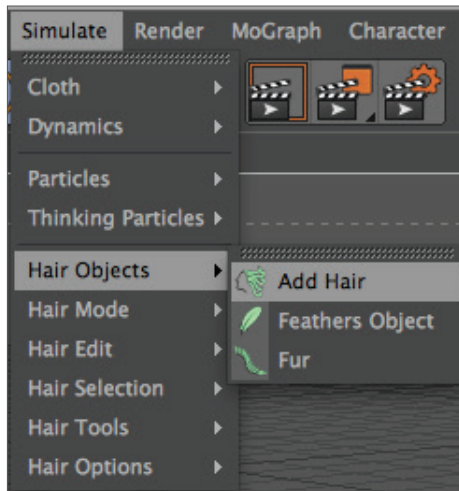 Simulate Render MoGraph Character
Cloth
Dynamics
Particles
Thinking Particles
Hair Objects
Add Hair
Hair Mode
Feathers Object
Hair Edit
Fur
Hair Selection
Hair Tools
Hair Options